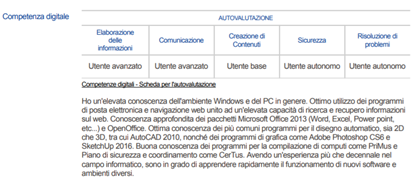 Competenza digitale
AUTOVALUTAZIONE
Elaborazione delle informazioni
Comunicazione
Creazione di Contenuti
Sicurezza
Risoluzione di problemi
Utente avanzato
Utente avanzato
Utente base
Utente autonomo
Utente autonomo
Competenze digitali - Scheda per l'autovalutazione
Ho un'elevata conoscenza dell'ambiente Windows e del PC in genere. Ottimo utilizzo dei programmi
di posta elettronica e navigazione web unito ad un'elevata capacità di ricerca e recupero informazioni
sul web. Conoscenza approfondita dei pacchetti Microsoft Office 2013 (Word, Excel, Power point,
etc...) e OpenOffice. Ottima conoscenza dei più comuni programmi per il disegno automatico, sia 2D
che 3D, tra cui AutoCAD 2010, nonché dei programmi di grafica come Adobe Photoshop CS6 e
SketchUp 2016. Buona conoscenza dei programmi per la compilazione di computi come PriMus e
Piano di sicurezza e coordinamento come CerTus. Avendo un'esperienza più che decennale nel
campo informatico, sono in grado di apprendere rapidamente il funzionamento di nuovi software e
ambienti diversi.